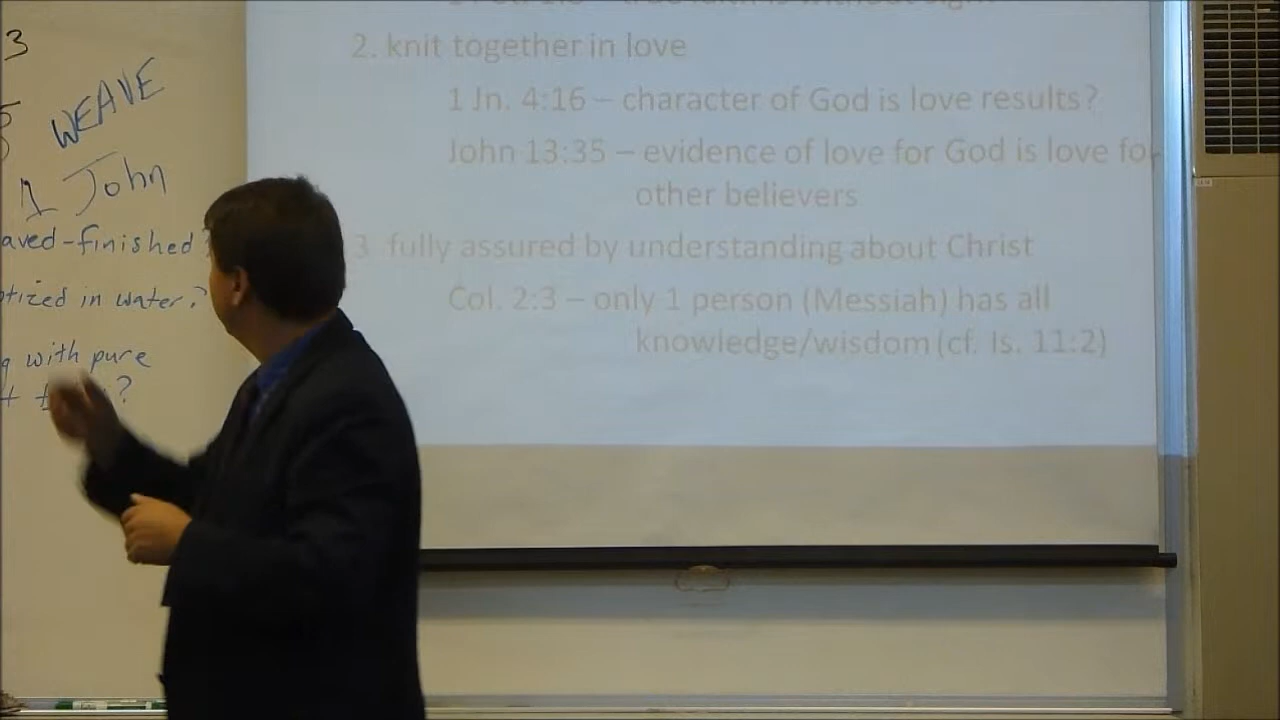 3
WEAVE
1 John
aved-finished?
tized in water?
g with pure
?
2. knit together in love
1 Jn. 4:16 – character of God is love results?
John 13:35 – evidence of love for God is love for
other believers
3. fully assured by understanding about Christ
Col. 2:3 – only 1 person (Messiah) has all
knowledge/wisdom (cf. Is. 11:2)